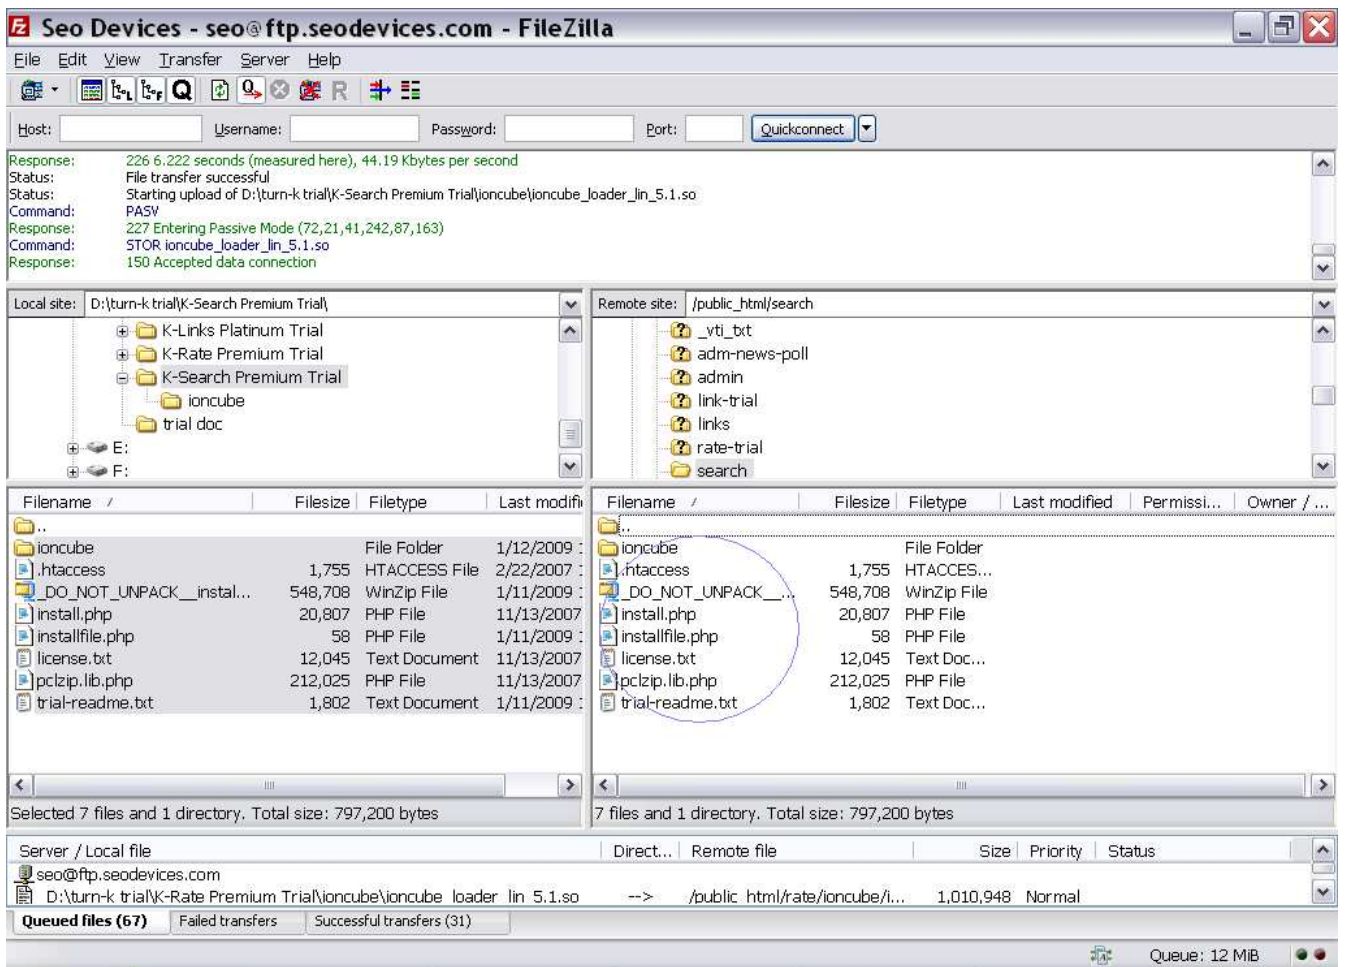 Seo Devices - seo@ftp.seodevices.com - FileZilla
File Edit View Transfer Server Help
Host: Username: Password: Port: Quickconnect
Response: 226 6.222 seconds (measured here), 44.19 Kbytes per second
Status: File transfer successful
Status: Starting upload of D:\turn-k trial\K-Search Premium Trial\ioncube\ioncube_loader_lin_5.1.so
Command: PASV
Response: 227 Entering Passive Mode (72,21,41,242,87,163)
Command: STOR ioncube_loader_lin_5.1.so
Response: 150 Accepted data connection
Local site: D:\turn-k trial\K-Search Premium Trial\
K-Links Platinum Trial
K-Rate Premium Trial
K-Search Premium Trial
ioncube
trial doc
E:
F:
Remote site: /public_html/search
_vti_txt
adm-news-poll
admin
link-trial
links
rate-trial
search
Filename / Filesize Filetype Last modifi
..
ioncube File Folder 1/12/2009 1
.htaccess 1,755 HTACCESS File 2/22/2007 1
_DO_NOT_UNPACK__instal... 548,708 WinZip File 1/11/2009 1
install.php 20,807 PHP File 11/13/2007
installfile.php 58 PHP File 1/11/2009 1
license.txt 12,045 Text Document 11/13/2007
pclzip.lib.php 212,025 PHP File 11/13/2007
trial-readme.txt 1,802 Text Document 1/11/2009 1
Selected 7 files and 1 directory. Total size: 797,200 bytes
Filename / Filesize Filetype Last modified Permissi... Owner / ...
..
ioncube File Folder
.htaccess 1,755 HTACCES...
_DO_NOT_UNPACK__... 548,708 WinZip File
install.php 20,807 PHP File
installfile.php 58 PHP File
license.txt 12,045 Text Doc...
pclzip.lib.php 212,025 PHP File
trial-readme.txt 1,802 Text Doc...
7 files and 1 directory. Total size: 797,200 bytes
Server / Local file Direct... Remote file Size Priority Status
seo@ftp.seodevices.com
D:\turn-k trial\K-Rate Premium Trial\ioncube\ioncube_loader_lin_5.1.so --> /public_html/rate/ioncube/i... 1,010,948 Normal
Queued files (67) Failed transfers Successful transfers (31)
Queue: 12 MiB